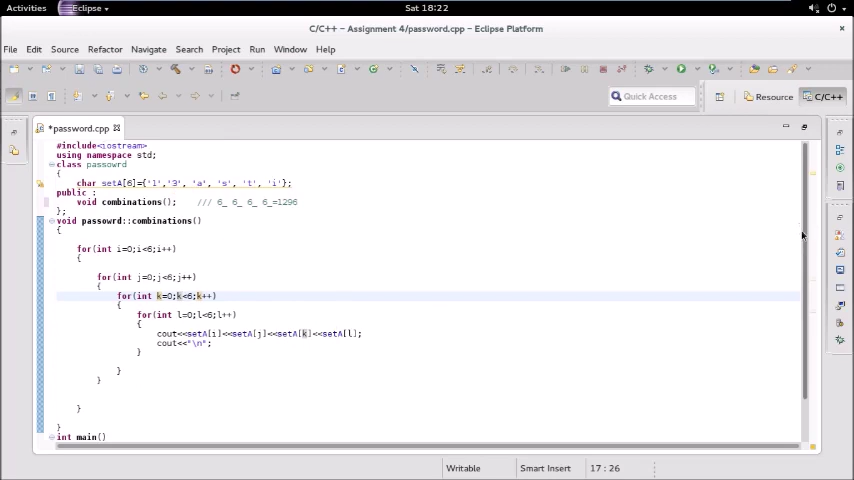 Activities Eclipse Sat 18:22
C/C++ – Assignment 4/password.cpp – Eclipse Platform
File Edit Source Refactor Navigate Search Project Run Window Help
Quick Access Resource C/C++
*password.cpp
#include<iostream>
using namespace std;
class passowrd
{
char setA[6]={'1','3', 'a', 's', 't', 'i'};
public :
void combinations(); /// 6_ 6_ 6_ 6_=1296
};
void passowrd::combinations()
{
for(int i=0;i<6;i++)
{
for(int j=0;j<6;j++)
{
for(int k=0;k<6;k++)
{
for(int l=0;l<6;l++)
{
cout<<setA[i]<<setA[j]<<setA[k]<<setA[l];
cout<<"\n";
}
}
}
}
}
int main()
Writable Smart Insert 17 : 26